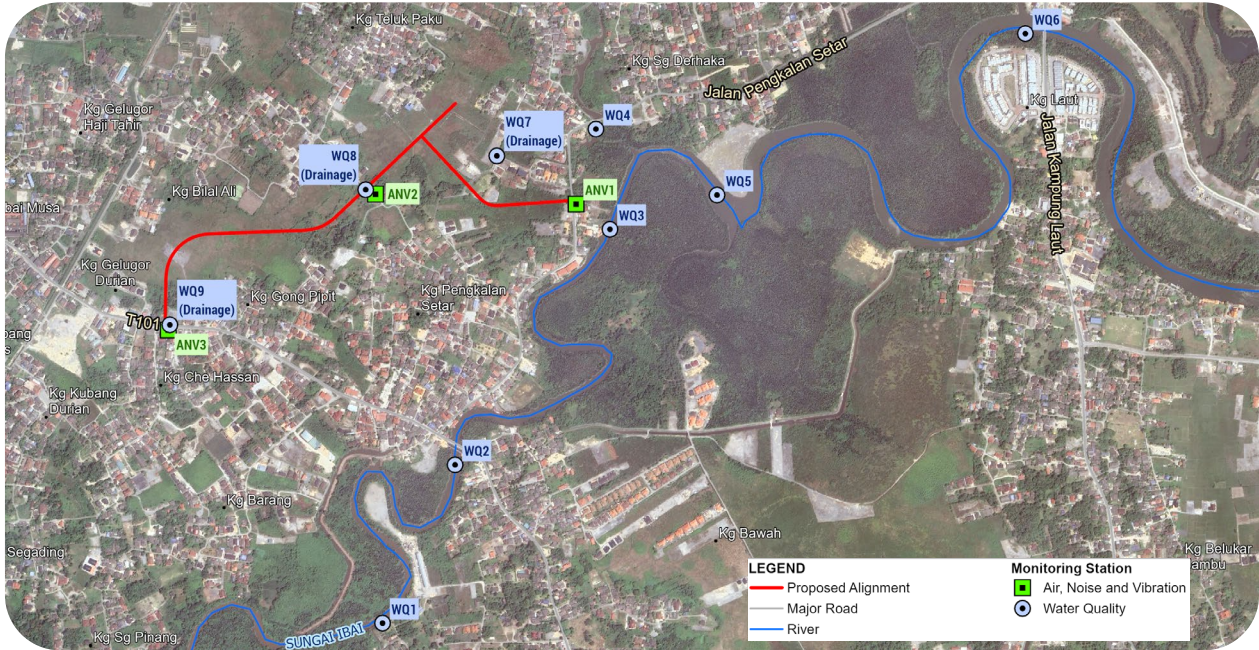 Kg Teluk Paku
WQ6
Kg Sg Derhaka
Jalan Pengkalan Setar
Kg Laut
Kg Gelugor
Haji Tahir
WQ7
(Drainage)
WQ4
Jalan Kampung Laut
WQ8
(Drainage)
ANV2
ANV1
WQ5
Kg Bilal Ali
bai Musa
WQ3
Kg Gelugor
Durian
WQ9
(Drainage)
Kg Gong Pipit
Kg Pengkalan
Setar
T101
ANV3
Kg Che Hassan
Kg Kubang
Durian
WQ2
Kg Barang
Kg Bawah
Segading
Kg Belukar
WQ1
SUNGAI IBAI
Kg Sg Pinang
LEGEND
Proposed Alignment
Major Road
River
Monitoring Station
Air, Noise and Vibration
Water Quality